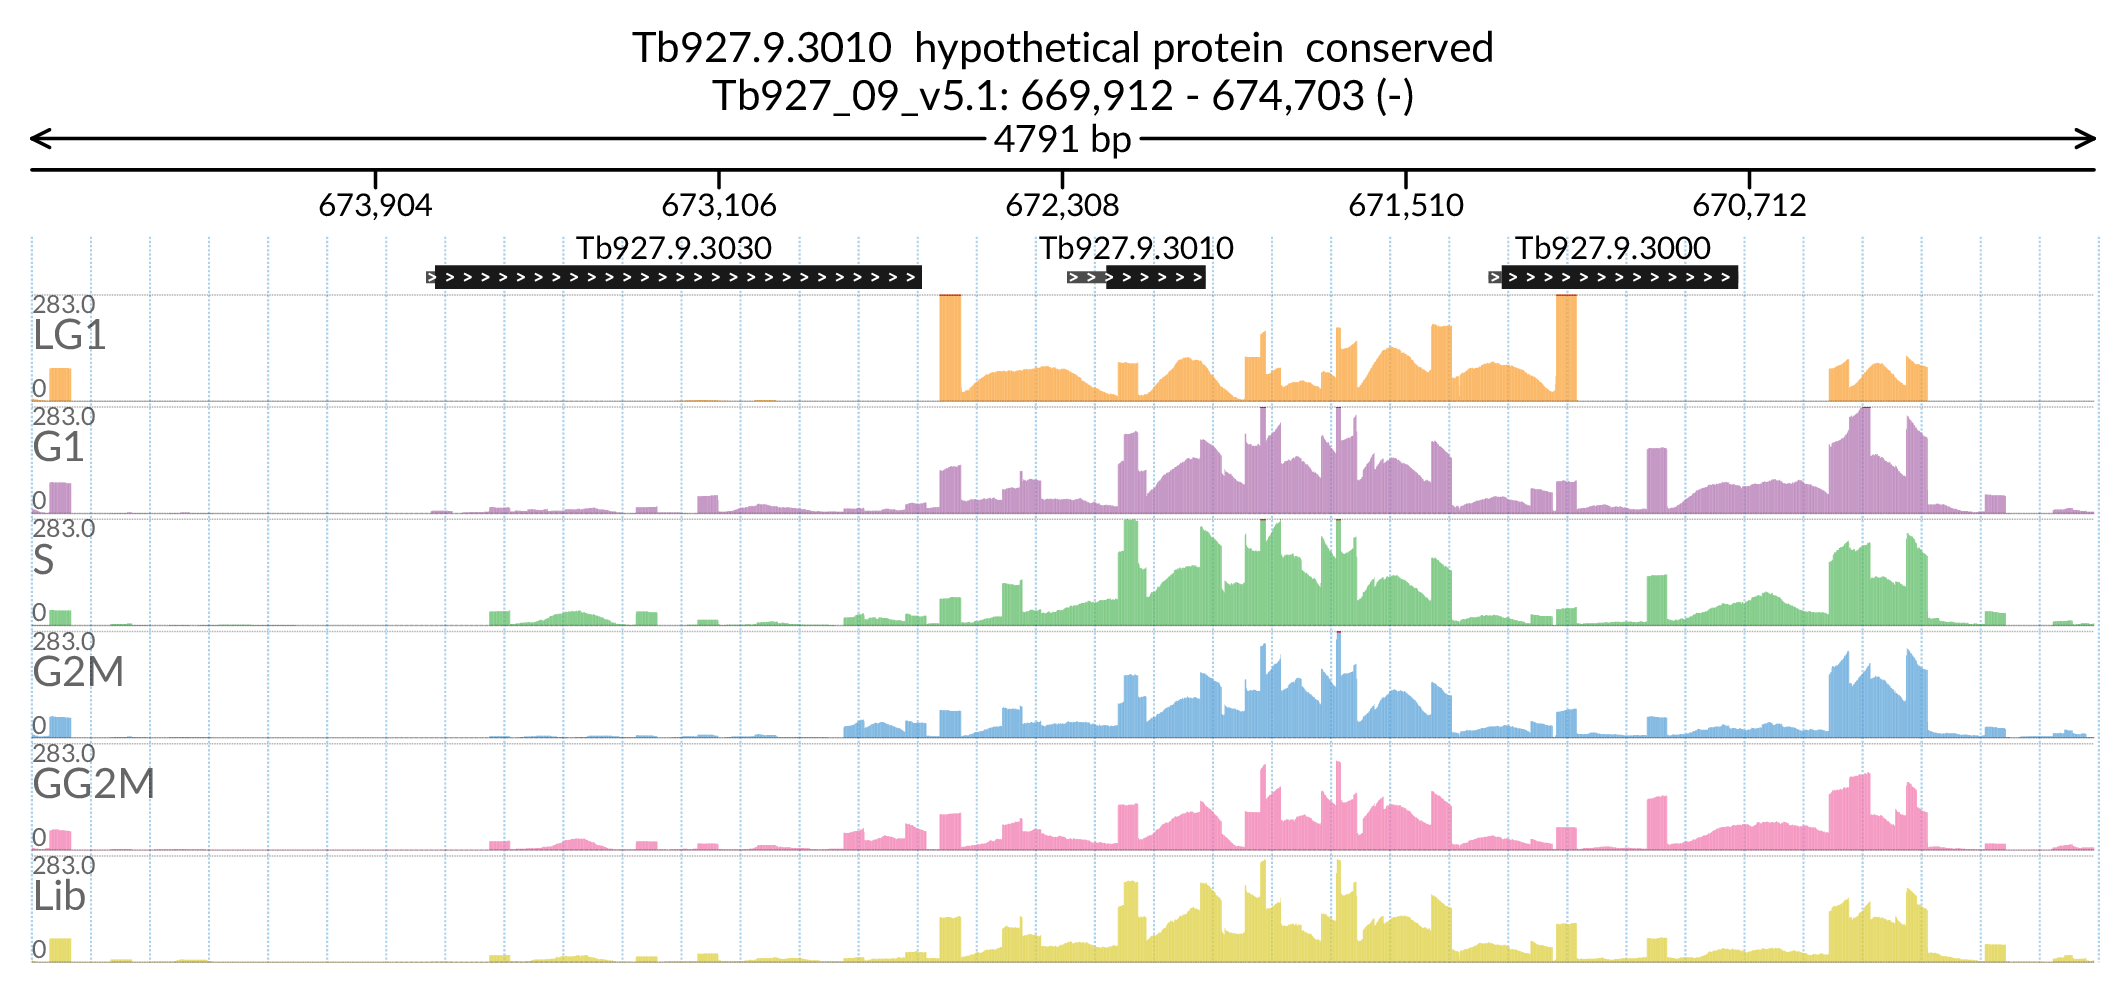 Tb927.9.3010 hypothetical protein conserved
Tb927_09_v5.1: 669,912 - 674,703 (-)
4791 bp
673,904 673,106 672,308 671,510 670,712
Tb927.9.3030 Tb927.9.3010 Tb927.9.3000
283.0
LG1
0
283.0
G1
0
283.0
S
0
283.0
G2M
0
283.0
GG2M
0
283.0
Lib
0